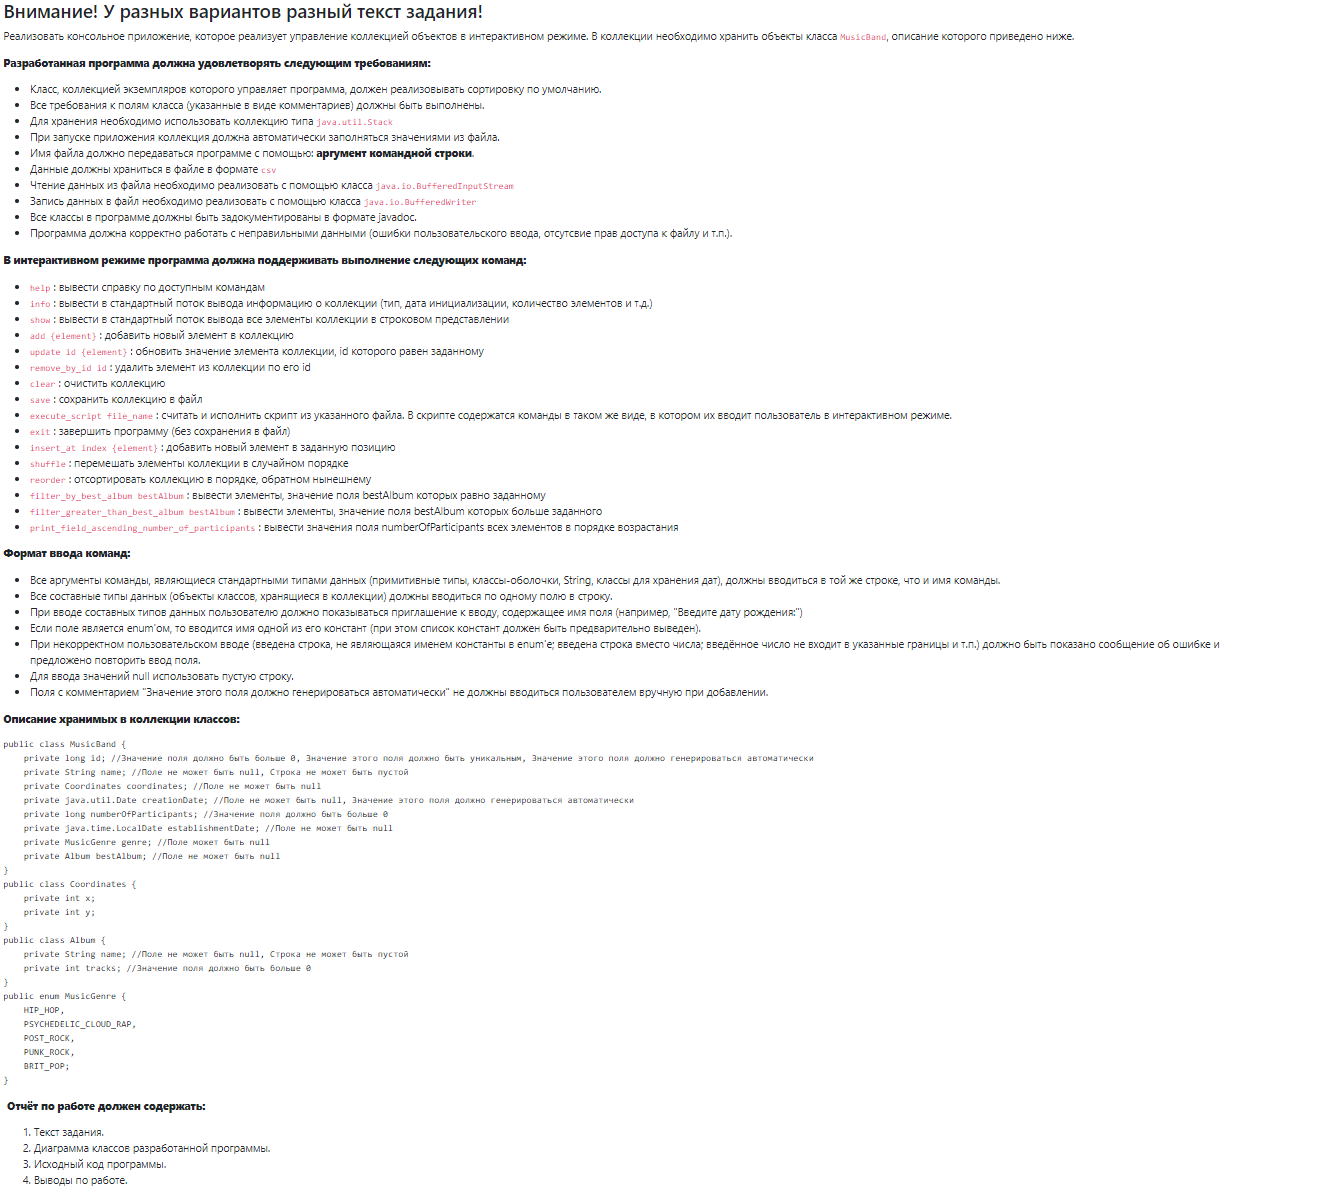 Внимание! У разных вариантов разный текст задания!
Реализовать консольное приложение, которое реализует управление коллекцией объектов в интерактивном режиме. В коллекции необходимо хранить объекты класса MusicBand, описание которого приведено ниже.
Разработанная программа должна удовлетворять следующим требованиям:
Класс, коллекцией экземпляров которого управляет программа, должен реализовывать сортировку по умолчанию.
Все требования к полям класса (указанные в виде комментариев) должны быть выполнены.
Для хранения необходимо использовать коллекцию типа java.util.Stack
При запуске приложения коллекция должна автоматически заполняться значениями из файла.
Имя файла должно передаваться программе с помощью: аргумент командной строки.
Данные должны храниться в файле в формате csv
Чтение данных из файла необходимо реализовать с помощью класса java.io.BufferedInputStream
Запись данных в файл необходимо реализовать с помощью класса java.io.BufferedWriter
Все классы в программе должны быть задокументированы в формате javadoc.
Программа должна корректно работать с неправильными данными (ошибки пользовательского ввода, отсутсвие прав доступа к файлу и т.п.).
В интерактивном режиме программа должна поддерживать выполнение следующих команд:
help : вывести справку по доступным командам
info : вывести в стандартный поток вывода информацию о коллекции (тип, дата инициализации, количество элементов и т.д.)
show : вывести в стандартный поток вывода все элементы коллекции в строковом представлении
add {element} : добавить новый элемент в коллекцию
update id {element} : обновить значение элемента коллекции, id которого равен заданному
remove_by_id id : удалить элемент из коллекции по его id
clear : очистить коллекцию
save : сохранить коллекцию в файл
execute_script file_name : считать и исполнить скрипт из указанного файла. В скрипте содержатся команды в таком же виде, в котором их вводит пользователь в интерактивном режиме.
exit : завершить программу (без сохранения в файл)
insert_at index {element} : добавить новый элемент в заданную позицию
shuffle : перемешать элементы коллекции в случайном порядке
reorder : отсортировать коллекцию в порядке, обратном нынешнему
filter_by_best_album bestAlbum : вывести элементы, значение поля bestAlbum которых равно заданному
filter_greater_than_best_album bestAlbum : вывести элементы, значение поля bestAlbum которых больше заданного
print_field_ascending_number_of_participants : вывести значения поля numberOfParticipants всех элементов в порядке возрастания
Формат ввода команд:
Все аргументы команды, являющиеся стандартными типами данных (примитивные типы, классы-оболочки, String, классы для хранения дат), должны вводиться в той же строке, что и имя команды.
Все составные типы данных (объекты классов, хранящиеся в коллекции) должны вводиться по одному полю в строку.
При вводе составных типов данных пользователю должно показываться приглашение к вводу, содержащее имя поля (например, "Введите дату рождения:")
Если поле является enum'ом, то вводится имя одной из его констант (при этом список констант должен быть предварительно выведен).
При некорректном пользовательском вводе (введена строка, не являющаяся именем константы в enum'е; введена строка вместо числа; введённое число не входит в указанные границы и т.п.) должно быть показано сообщение об ошибке и
предложено повторить ввод поля.
Для ввода значений null использовать пустую строку.
Поля с комментарием "Значение этого поля должно генерироваться автоматически" не должны вводиться пользователем вручную при добавлении.
Описание хранимых в коллекции классов:
public class MusicBand {
private long id; //Значение поля должно быть больше 0, Значение этого поля должно быть уникальным, Значение этого поля должно генерироваться автоматически
private String name; //Поле не может быть null, Строка не может быть пустой
private Coordinates coordinates; //Поле не может быть null
private java.util.Date creationDate; //Поле не может быть null, Значение этого поля должно генерироваться автоматически
private long numberOfParticipants; //Значение поля должно быть больше 0
private java.time.LocalDate establishmentDate; //Поле не может быть null
private MusicGenre genre; //Поле может быть null
private Album bestAlbum; //Поле не может быть null
}
public class Coordinates {
private int x;
private int y;
}
public class Album {
private String name; //Поле не может быть null, Строка не может быть пустой
private int tracks; //Значение поля должно быть больше 0
}
public enum MusicGenre {
HIP_HOP,
PSYCHEDELIC_CLOUD_RAP,
POST_ROCK,
PUNK_ROCK,
BRIT_POP;
}
Отчёт по работе должен содержать:
1. Текст задания.
2. Диаграмма классов разработанной программы.
3. Исходный код программы.
4. Выводы по работе.